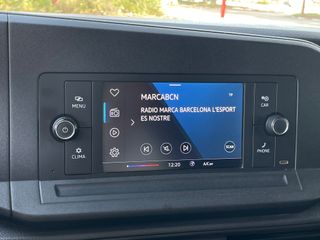 MARCABCN
TP
RADIO MARCA BARCELONA L'ESPORT
ES NOSTRE
MENU
CLIMA
CAR
PHONE
SCAN
12:20
A/C